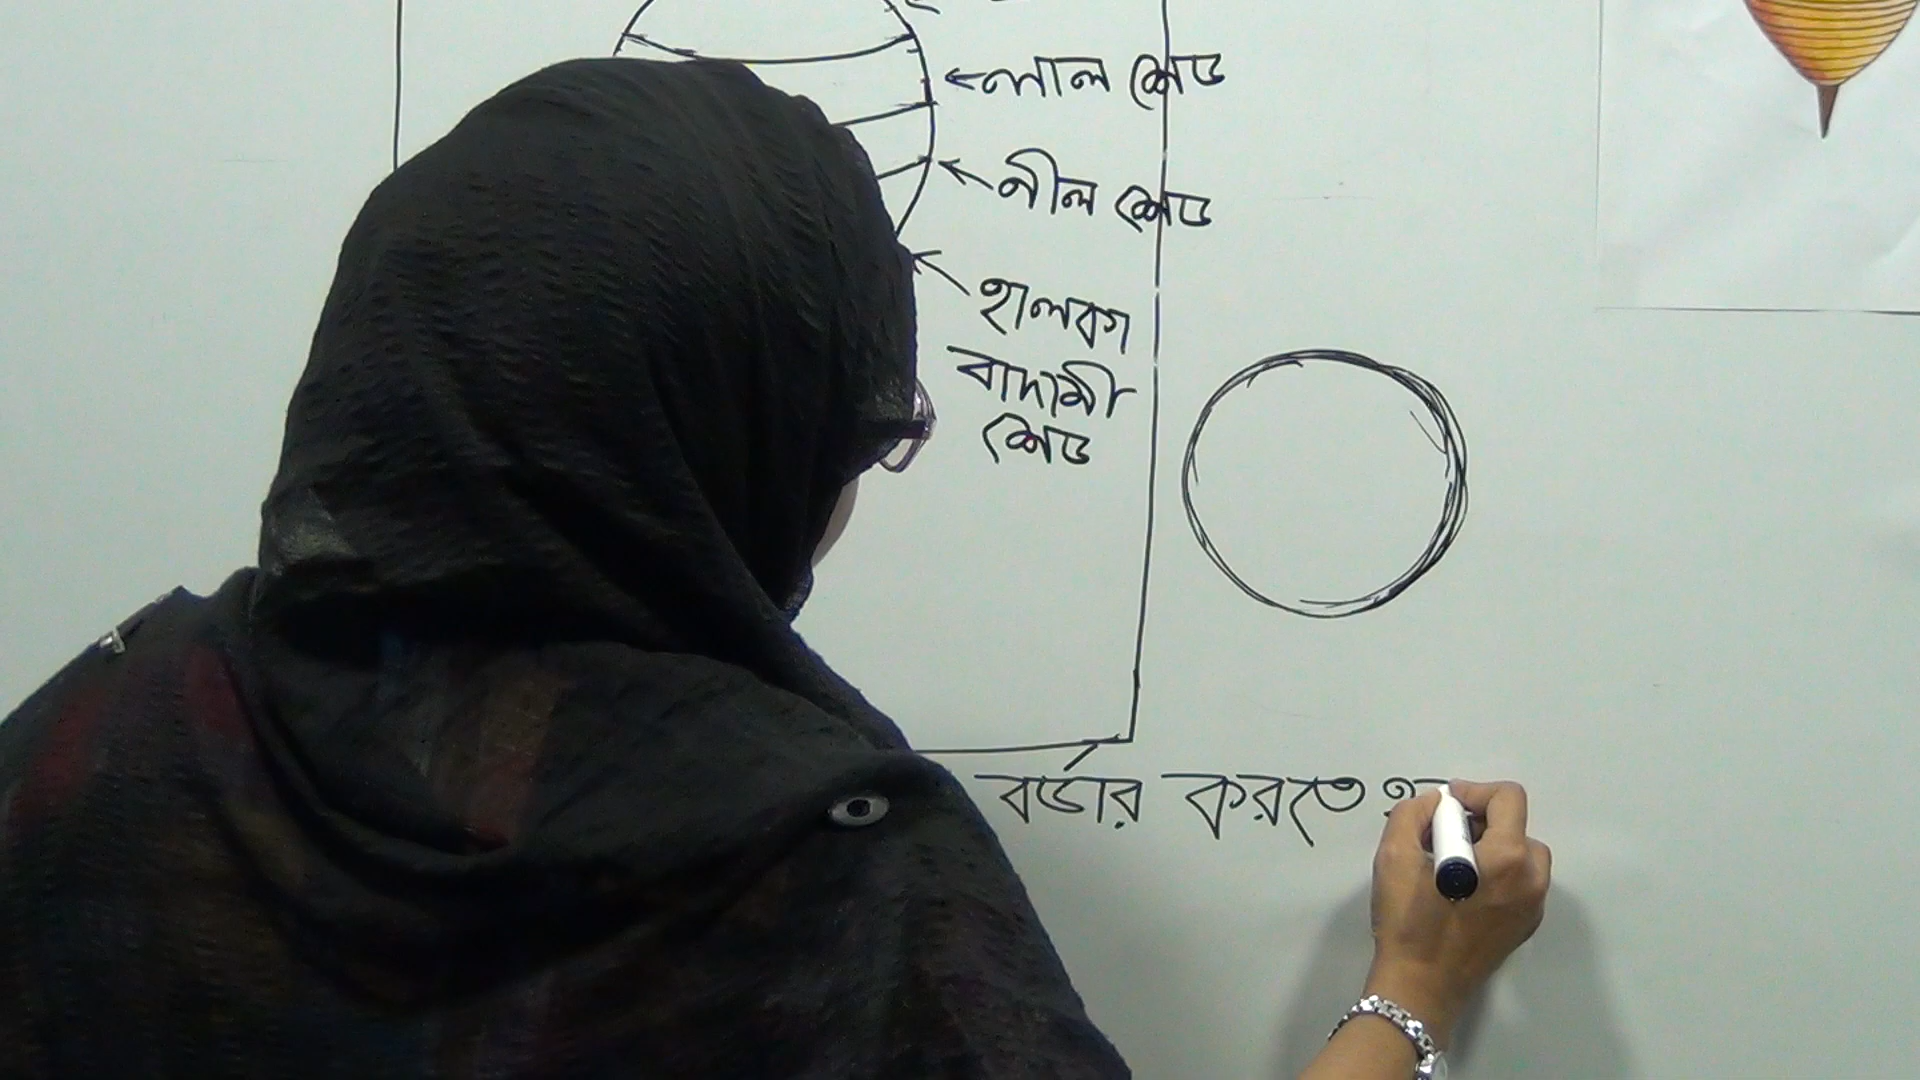 লাল শেড
নীল শেড
হালকা
বাদামী
শেড
বর্ডার করতে